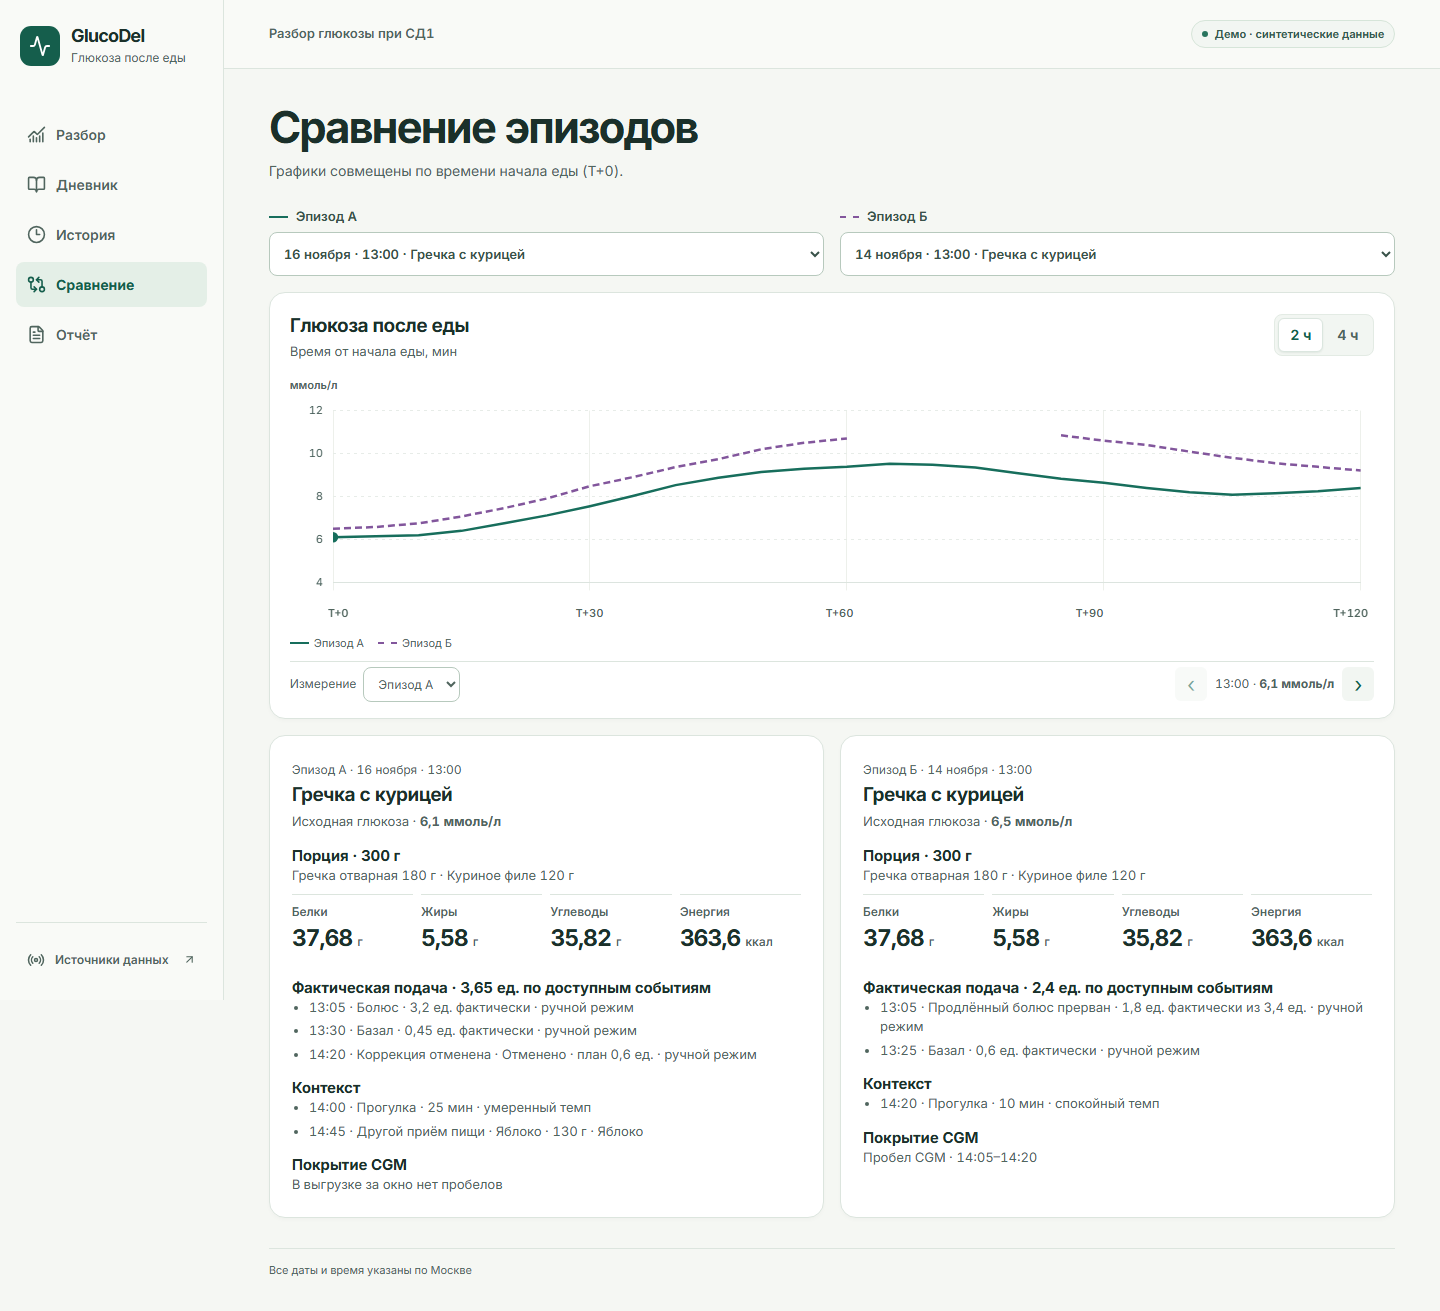 GlucoDel
Глюкоза после еды
Разбор
Дневник
История
Сравнение
Отчёт
Источники данных
Разбор глюкозы при СД1
Демо · синтетические данные
Сравнение эпизодов
Графики совмещены по времени начала еды (T+0).
Эпизод А
16 ноября · 13:00 · Гречка с курицей
Эпизод Б
14 ноября · 13:00 · Гречка с курицей
Глюкоза после еды
Время от начала еды, мин
2 ч
4 ч
ммоль/л
12
10
8
6
4
T+0
T+30
T+60
T+90
T+120
Эпизод А
Эпизод Б
Измерение
Эпизод А
13:00 · 6,1 ммоль/л
Эпизод А · 16 ноября · 13:00
Гречка с курицей
Исходная глюкоза · 6,1 ммоль/л
Порция · 300 г
Гречка отварная 180 г · Куриное филе 120 г
Белки
37,68 г
Жиры
5,58 г
Углеводы
35,82 г
Энергия
363,6 ккал
Фактическая подача · 3,65 ед. по доступным событиям
• 13:05 · Болюс · 3,2 ед. фактически · ручной режим
• 13:30 · Базал · 0,45 ед. фактически · ручной режим
• 14:20 · Коррекция отменена · Отменено · план 0,6 ед. · ручной режим
Контекст
• 14:00 · Прогулка · 25 мин · умеренный темп
• 14:45 · Другой приём пищи · Яблоко · 130 г · Яблоко
Покрытие CGM
В выгрузке за окно нет пробелов
Эпизод Б · 14 ноября · 13:00
Гречка с курицей
Исходная глюкоза · 6,5 ммоль/л
Порция · 300 г
Гречка отварная 180 г · Куриное филе 120 г
Белки
37,68 г
Жиры
5,58 г
Углеводы
35,82 г
Энергия
363,6 ккал
Фактическая подача · 2,4 ед. по доступным событиям
• 13:05 · Продлённый болюс прерван · 1,8 ед. фактически из 3,4 ед. · ручной
режим
• 13:25 · Базал · 0,6 ед. фактически · ручной режим
Контекст
• 14:20 · Прогулка · 10 мин · спокойный темп
Покрытие CGM
Пробел CGM · 14:05–14:20
Все даты и время указаны по Москве